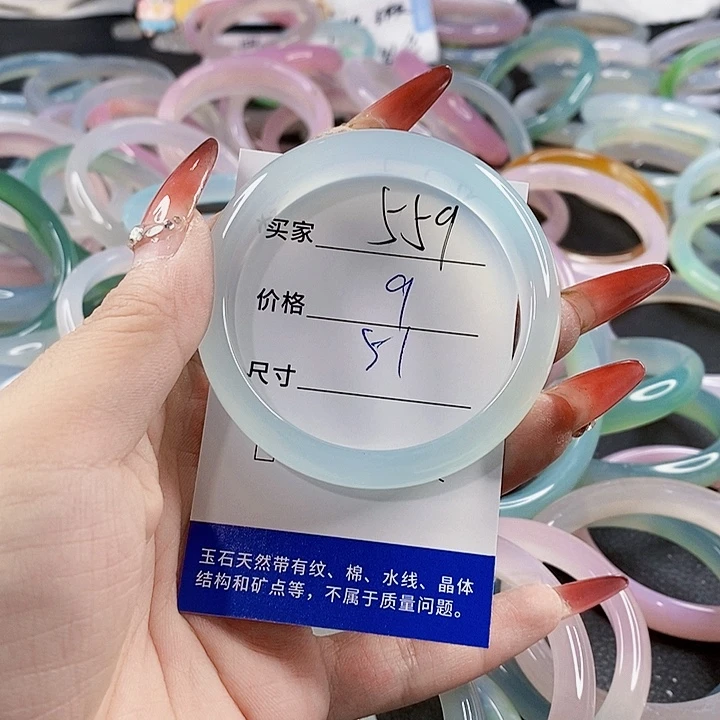 买家 559
价格 9
51
尺寸
玉石天然带有纹、棉、水线、晶体
结构和矿点等，不属于质量问题。